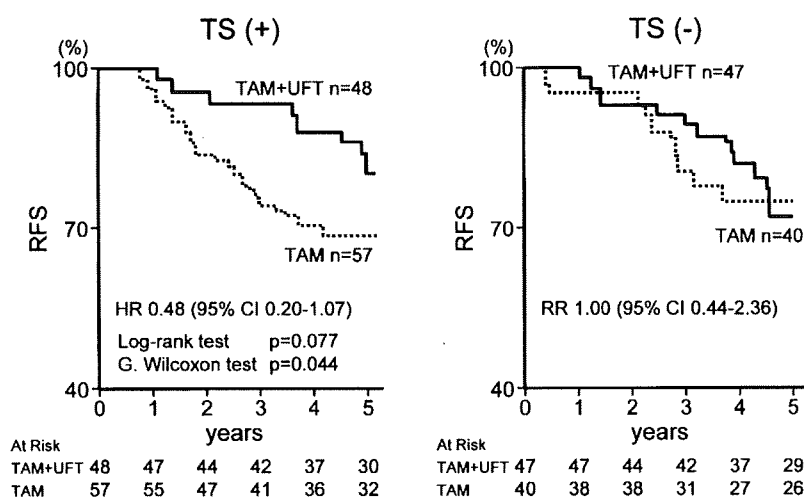 TS (+)
(%)
100
TAM+UFT n=48
70
RFS
TAM n=57
HR 0.48 (95% CI 0.20-1.07)
Log-rank test p=0.077
G. Wilcoxon test p=0.044
40
0 1 2 3 4 5
years
At Risk
TAM+UFT 48 47 44 42 37 30
TAM 57 55 47 41 36 32
TS (-)
(%)
100
TAM+UFT n=47
70
RFS
TAM n=40
RR 1.00 (95% CI 0.44-2.36)
40
0 1 2 3 4 5
years
At Risk
TAM+UFT 47 47 44 42 37 29
TAM 40 38 38 31 27 26